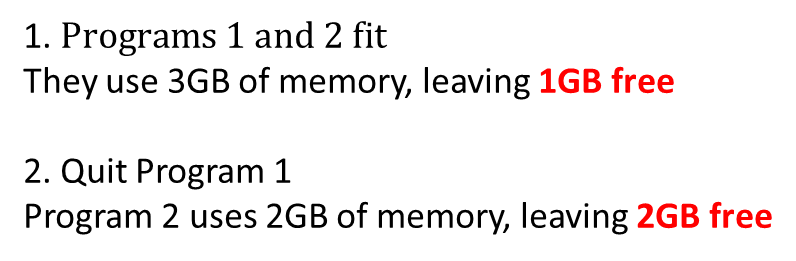 1. Programs 1 and 2 fit
They use 3GB of memory, leaving 1GB free
2. Quit Program 1
Program 2 uses 2GB of memory, leaving 2GB free